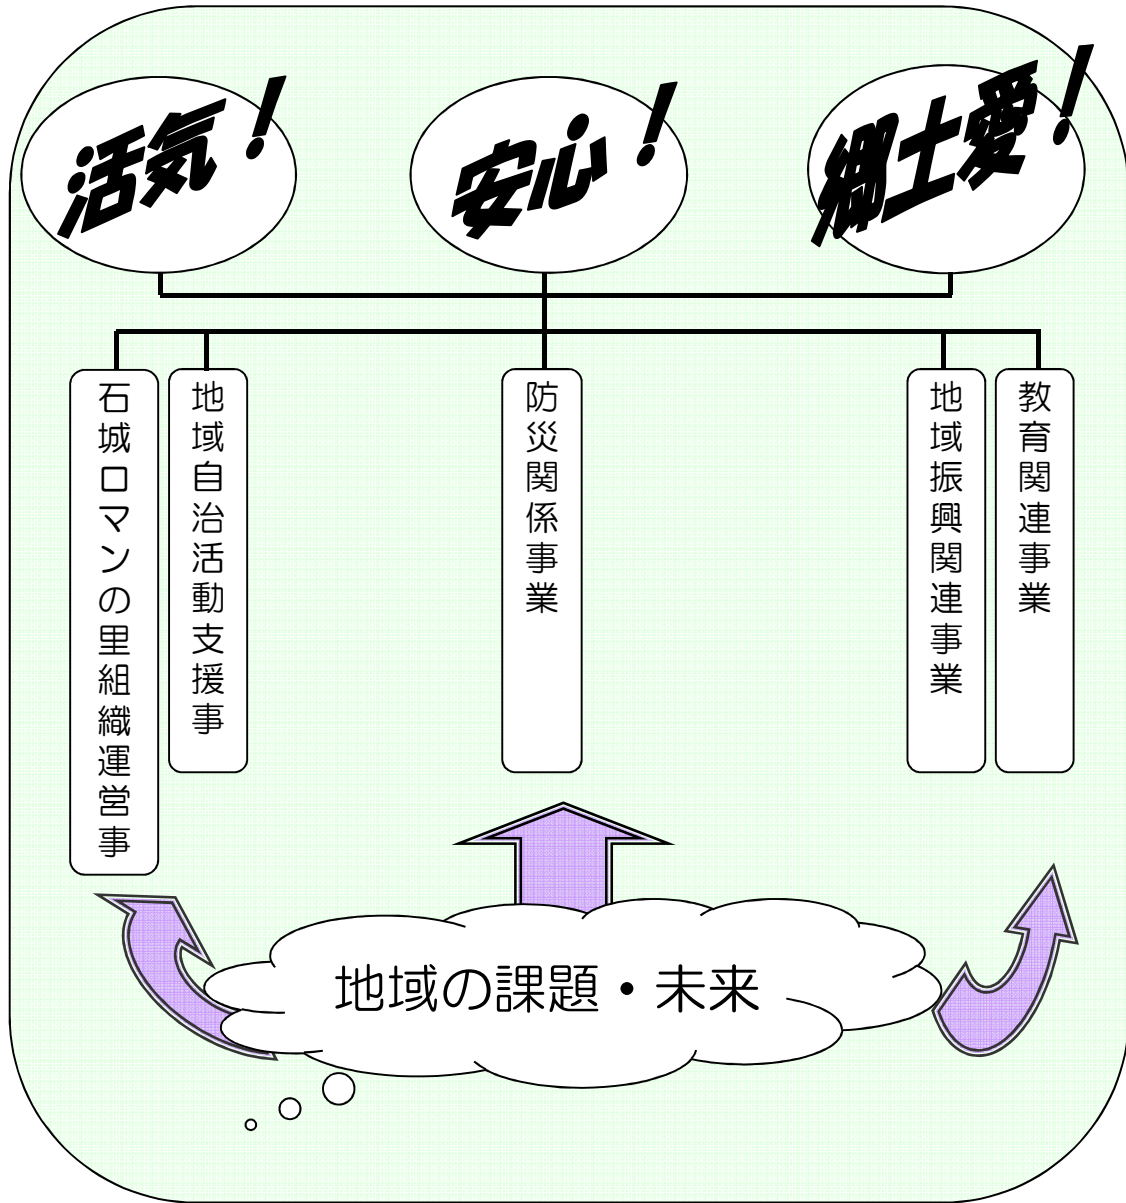 活気！
安心！
郷土愛！
石城ロマンの里組織運営事
地域自治活動支援事
防災関係事業
地域振興関連事業
教育関連事業
地域の課題・未来